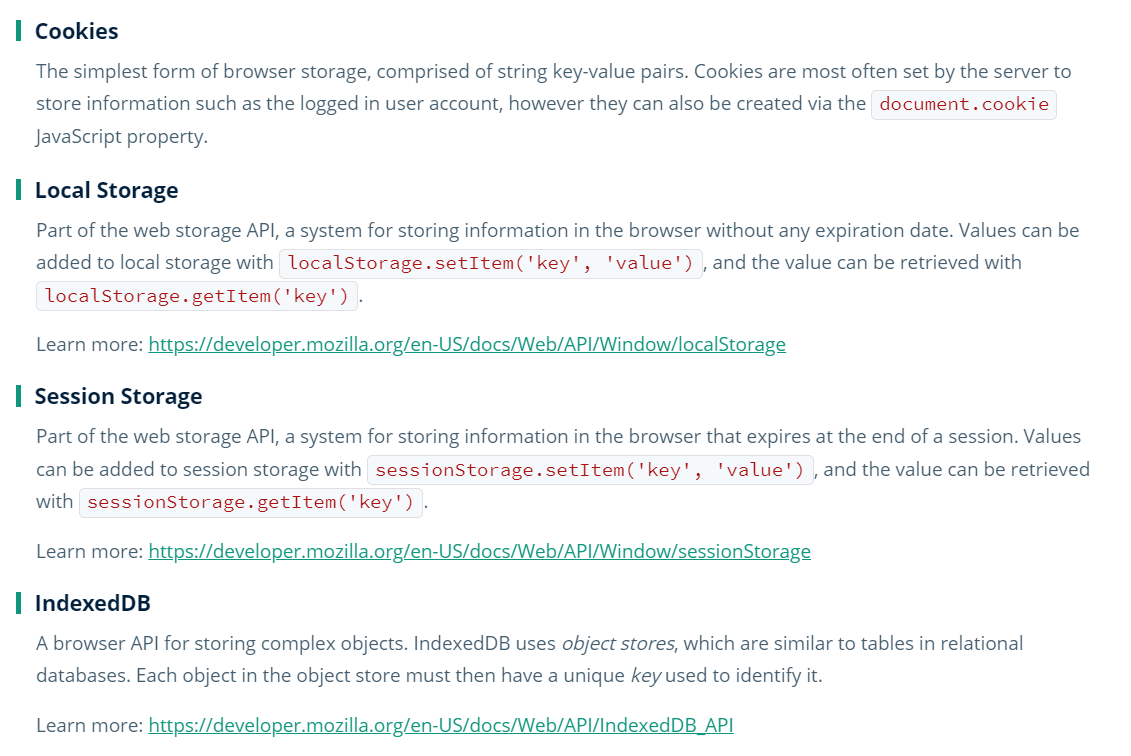 Cookies
The simplest form of browser storage, comprised of string key-value pairs. Cookies are most often set by the server to
store information such as the logged in user account, however they can also be created via the document.cookie
JavaScript property.
Local Storage
Part of the web storage API, a system for storing information in the browser without any expiration date. Values can be
added to local storage with localStorage.setItem('key', 'value'), and the value can be retrieved with
localStorage.getItem('key').
Learn more: https://developer.mozilla.org/en-US/docs/Web/API/Window/localStorage
Session Storage
Part of the web storage API, a system for storing information in the browser that expires at the end of a session. Values
can be added to session storage with sessionStorage.setItem('key', 'value'), and the value can be retrieved
with sessionStorage.getItem('key').
Learn more: https://developer.mozilla.org/en-US/docs/Web/API/Window/sessionStorage
IndexedDB
A browser API for storing complex objects. IndexedDB uses object stores, which are similar to tables in relational
databases. Each object in the object store must then have a unique key used to identify it.
Learn more: https://developer.mozilla.org/en-US/docs/Web/API/IndexedDB_API